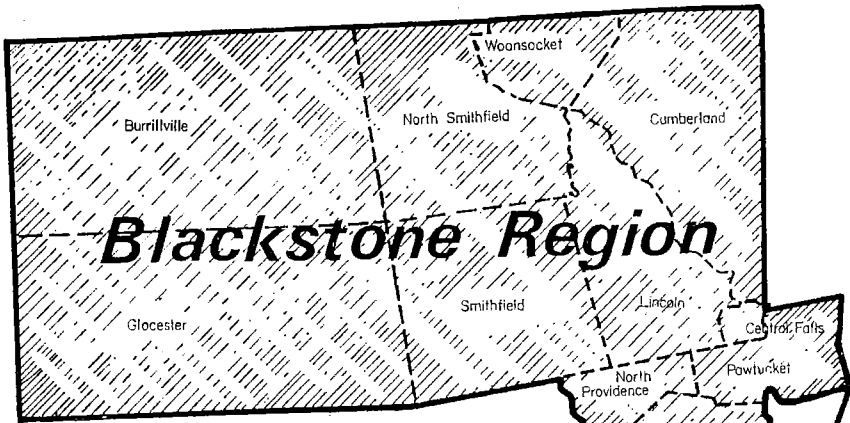 Woonsocket
Burrillville
North Smithfield
Cumberland
Blackstone Region
Glocester
Smithfield
Lincoln
Central Falls
North
Providence
Pawtucket